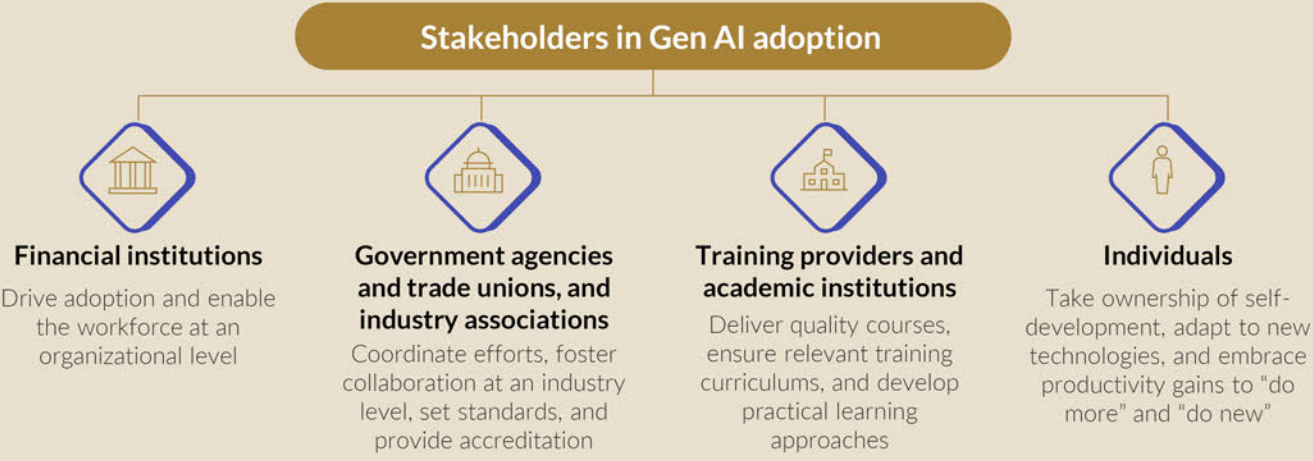 Stakeholders in Gen AI adoption
Financial institutions
Drive adoption and enable
the workforce at an
organizational level
Government agencies
and trade unions, and
industry associations
Coordinate efforts, foster
collaboration at an industry
level, set standards, and
provide accreditation
Training providers and
academic institutions
Deliver quality courses,
ensure relevant training
curriculums, and develop
practical learning
approaches
Individuals
Take ownership of self-
development, adapt to new
technologies, and embrace
productivity gains to “do
more” and “do new”